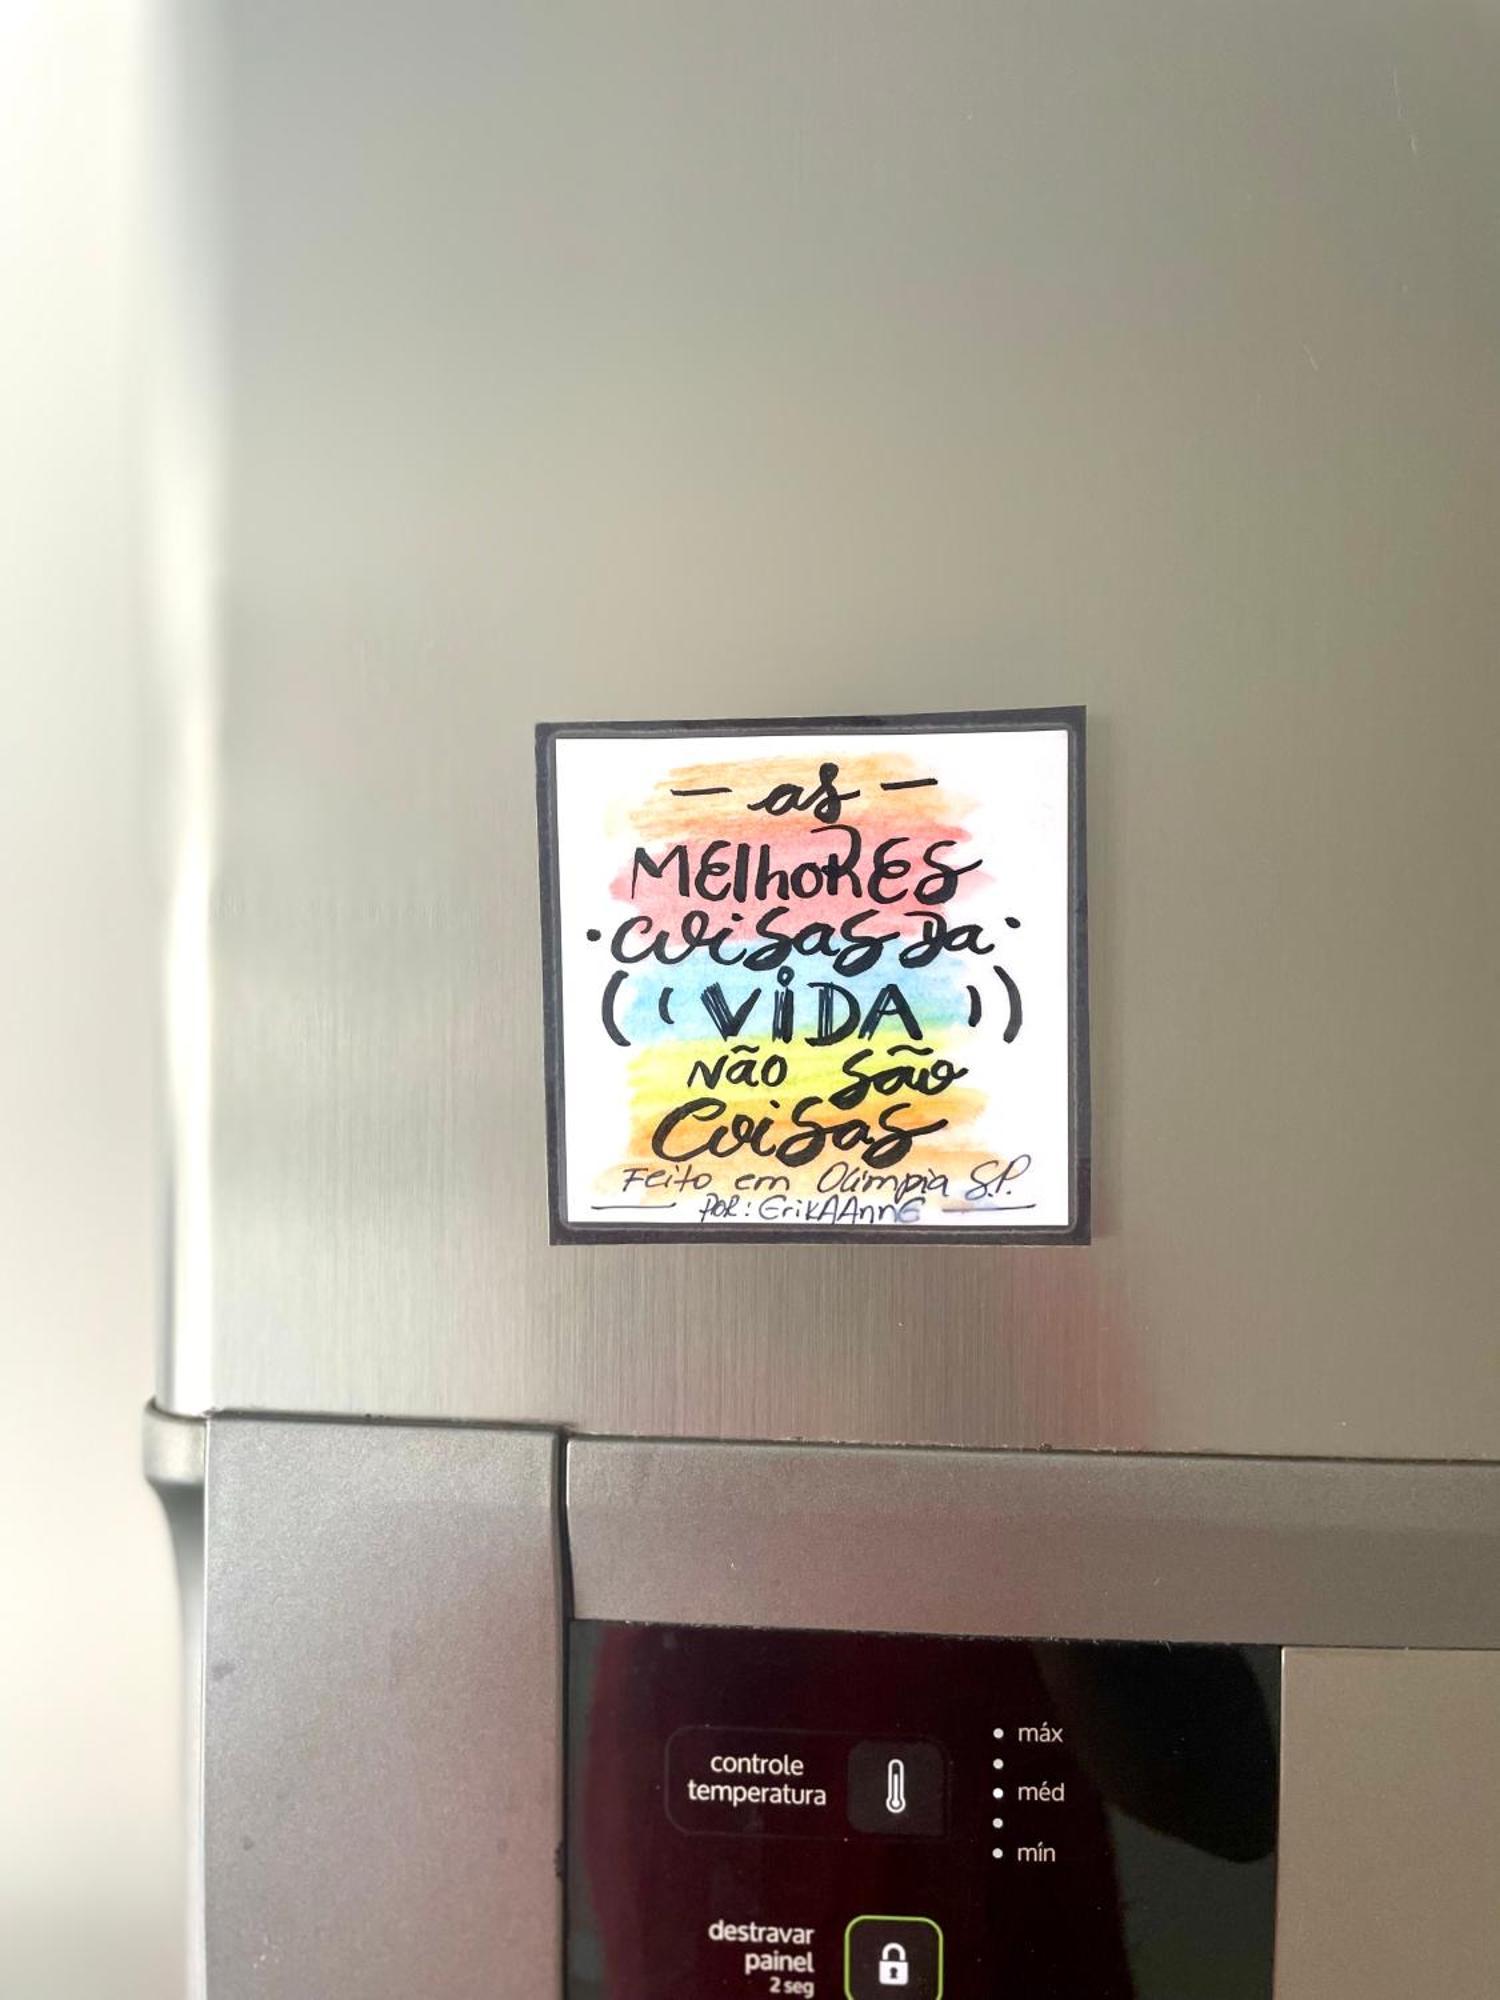 — as —
MElhoRES
• coisas Da •
(( ViDA ))
Não são
Coisas
Feito em Olímpia S.P.
POR: ErikAAnnE
controle
temperatura
máx
méd
mín
destravar
painel
2 seg